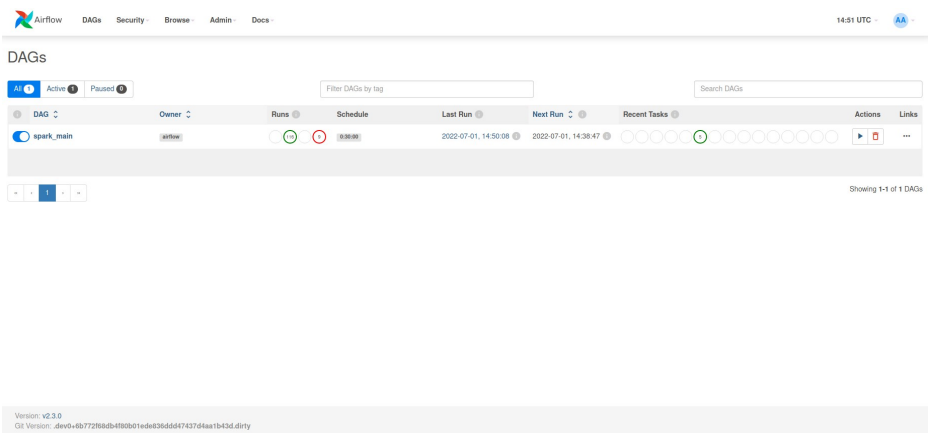 Airflow DAGs Security Browse Admin Docs 14:51 UTC AA
DAGs
All 1 Active 1 Paused 0 Filter DAGs by tag Search DAGs
DAG Owner Runs Schedule Last Run Next Run Recent Tasks Actions Links
spark_main airflow 9 0:30:00 2022-07-01, 14:50:08 2022-07-01, 14:38:47 5
« ‹ 1 › » Showing 1-1 of 1 DAGs
Version: v2.3.0
Git Version: .dev0+6b772f68db4f80b01ede836ddd47437d4aa1b43d.dirty